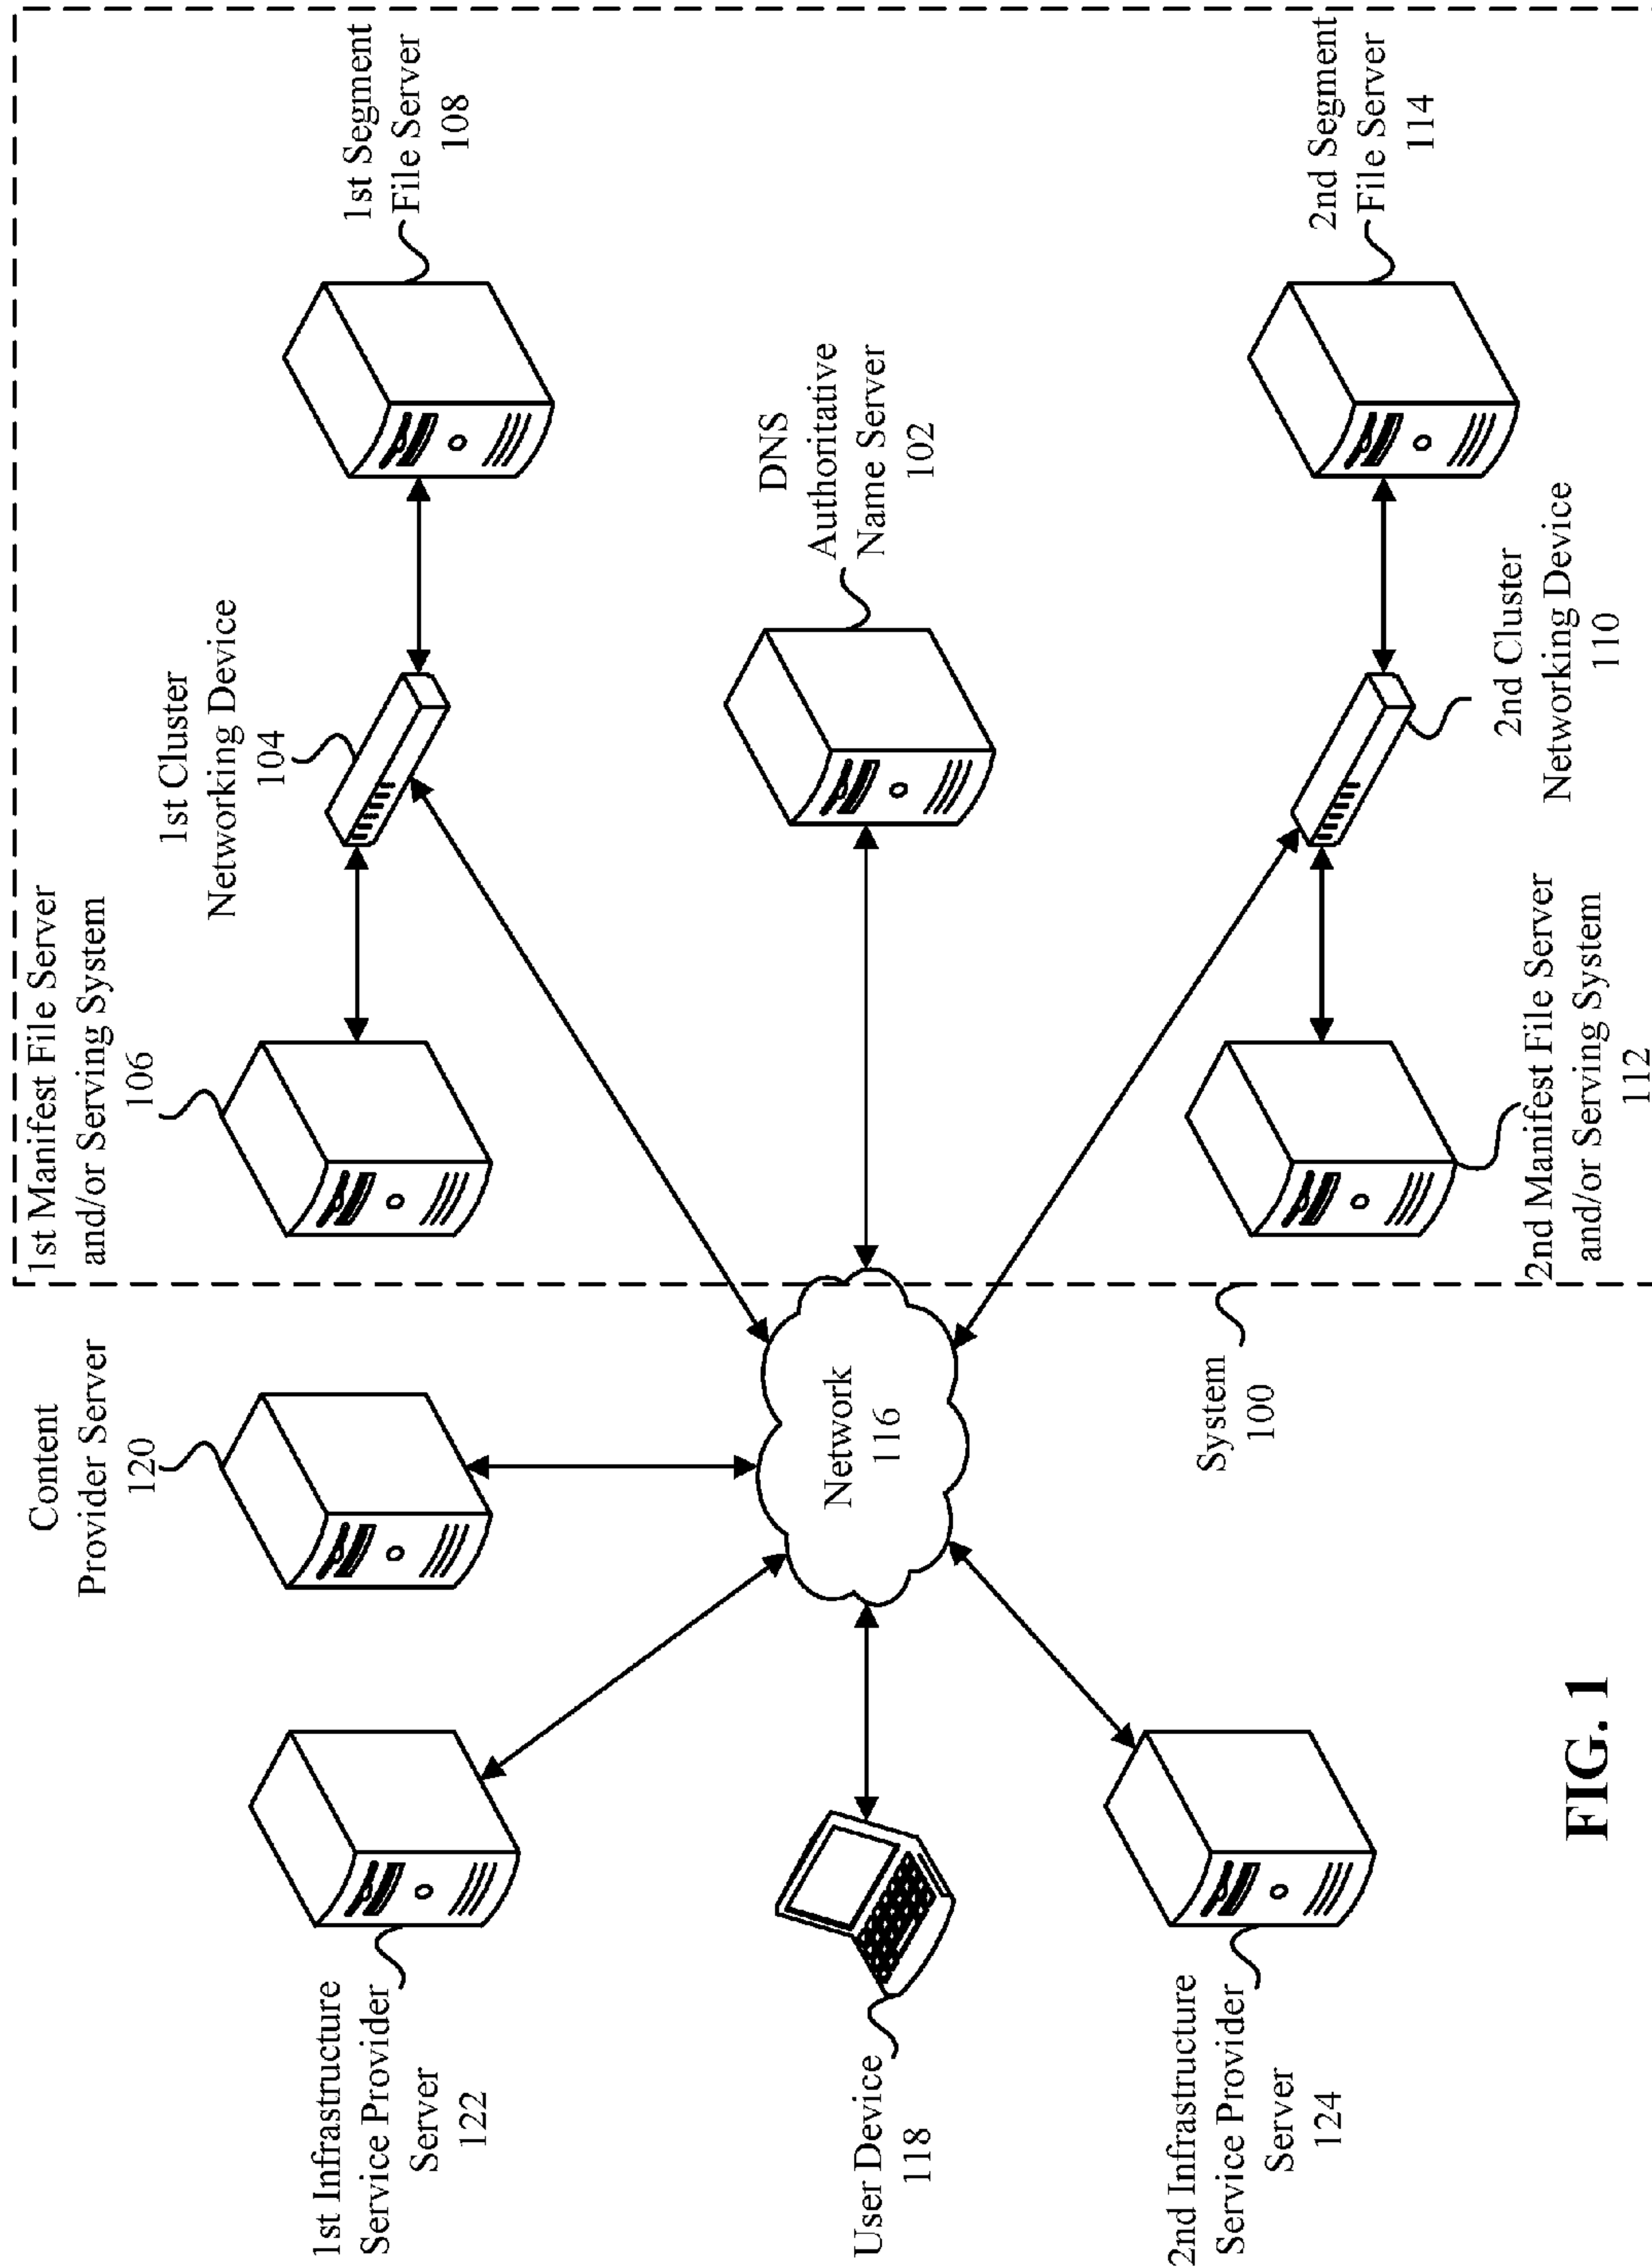 1st Infrastructure
Service Provider
Server
122
Content
Provider Server
120
1st Manifest File Server
and/or Serving System
106
1st Cluster
Networking Device
104
1st Segment
File Server
108
User Device
118
Network
116
DNS
Authoritative
Name Server
102
2nd Infrastructure
Service Provider
Server
124
System
100
2nd Manifest File Server
and/or Serving System
112
2nd Cluster
Networking Device
110
2nd Segment
File Server
114
FIG. 1